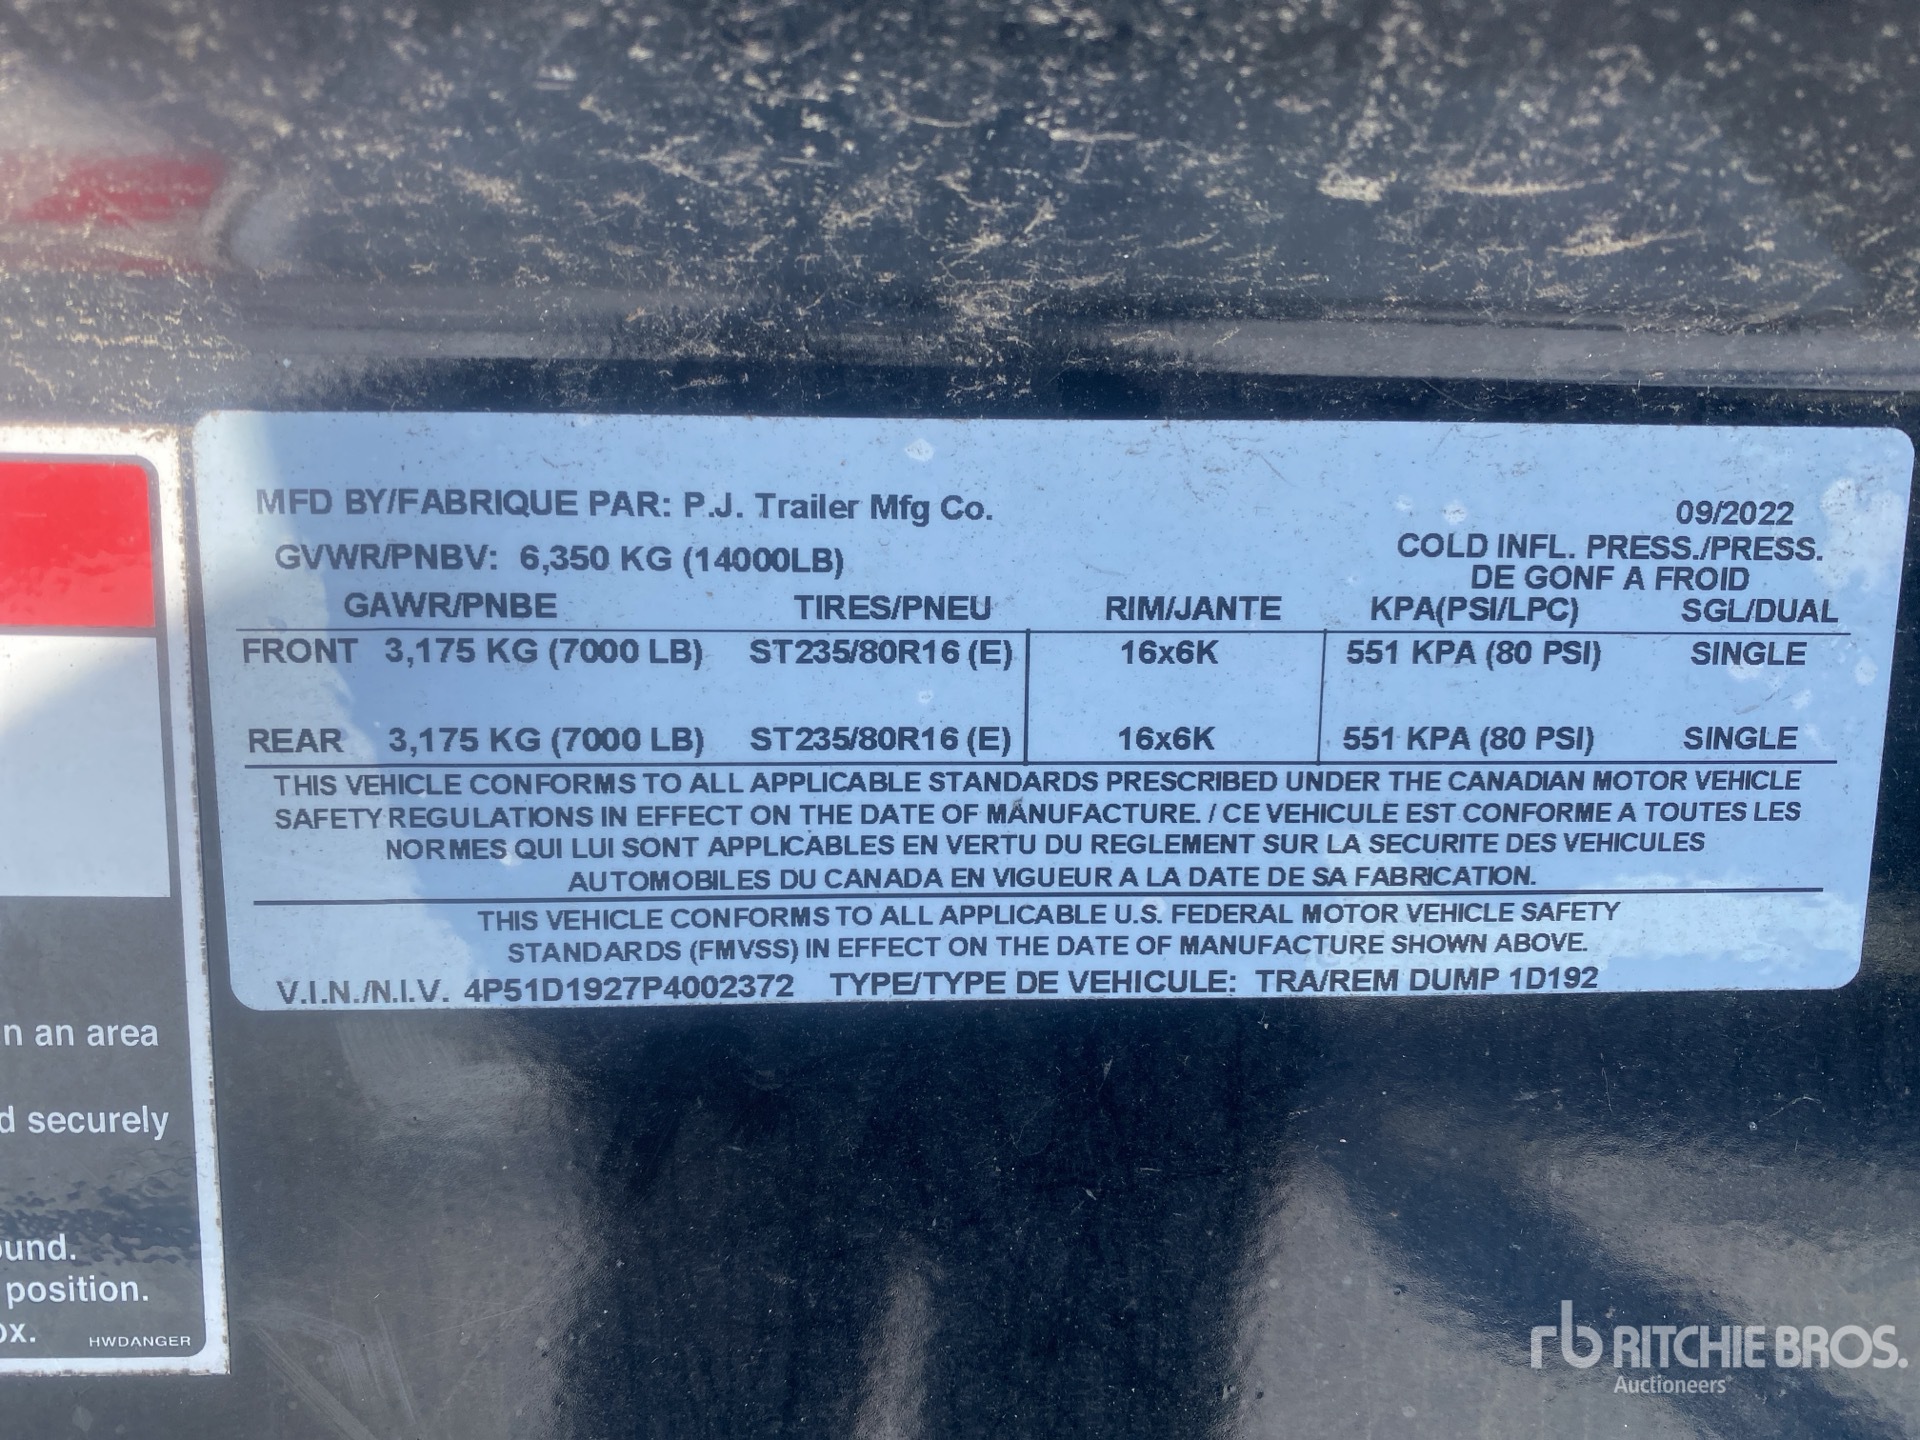 MFD BY/FABRIQUE PAR: P.J. Trailer Mfg Co.
09/2022
GVWR/PNBV: 6,350 KG (14000LB)
COLD INFL. PRESS./PRESS.
DE GONF A FROID
GAWR/PNBE TIRES/PNEU RIM/JANTE KPA(PSI/LPC) SGL/DUAL
FRONT 3,175 KG (7000 LB) ST235/80R16 (E) 16x6K 551 KPA (80 PSI) SINGLE
REAR 3,175 KG (7000 LB) ST235/80R16 (E) 16x6K 551 KPA (80 PSI) SINGLE
THIS VEHICLE CONFORMS TO ALL APPLICABLE STANDARDS PRESCRIBED UNDER THE CANADIAN MOTOR VEHICLE
SAFETY REGULATIONS IN EFFECT ON THE DATE OF MANUFACTURE. / CE VEHICULE EST CONFORME A TOUTES LES
NORMES QUI LUI SONT APPLICABLES EN VERTU DU REGLEMENT SUR LA SECURITE DES VEHICULES
AUTOMOBILES DU CANADA EN VIGUEUR A LA DATE DE SA FABRICATION.
THIS VEHICLE CONFORMS TO ALL APPLICABLE U.S. FEDERAL MOTOR VEHICLE SAFETY
STANDARDS (FMVSS) IN EFFECT ON THE DATE OF MANUFACTURE SHOWN ABOVE.
V.I.N./N.I.V. 4P51D1927P4002372 TYPE/TYPE DE VEHICULE: TRA/REM DUMP 1D192
n an area
d securely
ound.
position.
ox.
HWDANGER
rb RITCHIE BROS.
Auctioneers